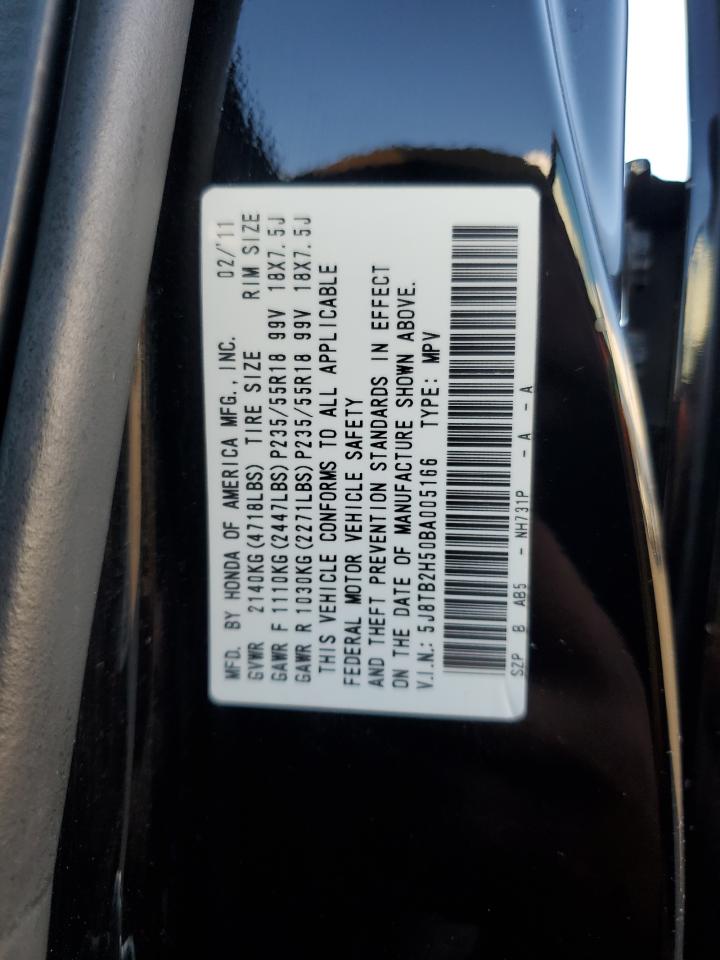 MFD. BY HONDA OF AMERICA MFG., INC. 02/'11
GVWR 2140KG(4718LBS) TIRE SIZE RIM SIZE
GAWR F 1110KG(2447LBS)P235/55R18 99V 18X7.5J
GAWR R 1030KG(2271LBS)P235/55R18 99V 18X7.5J
THIS VEHICLE CONFORMS TO ALL APPLICABLE
FEDERAL MOTOR VEHICLE SAFETY
AND THEFT PREVENTION STANDARDS IN EFFECT
ON THE DATE OF MANUFACTURE SHOWN ABOVE.
V.I.N.: 5J8TB2H50BA005166 TYPE: MPV
SZP B AB5 - NH731P - A - A